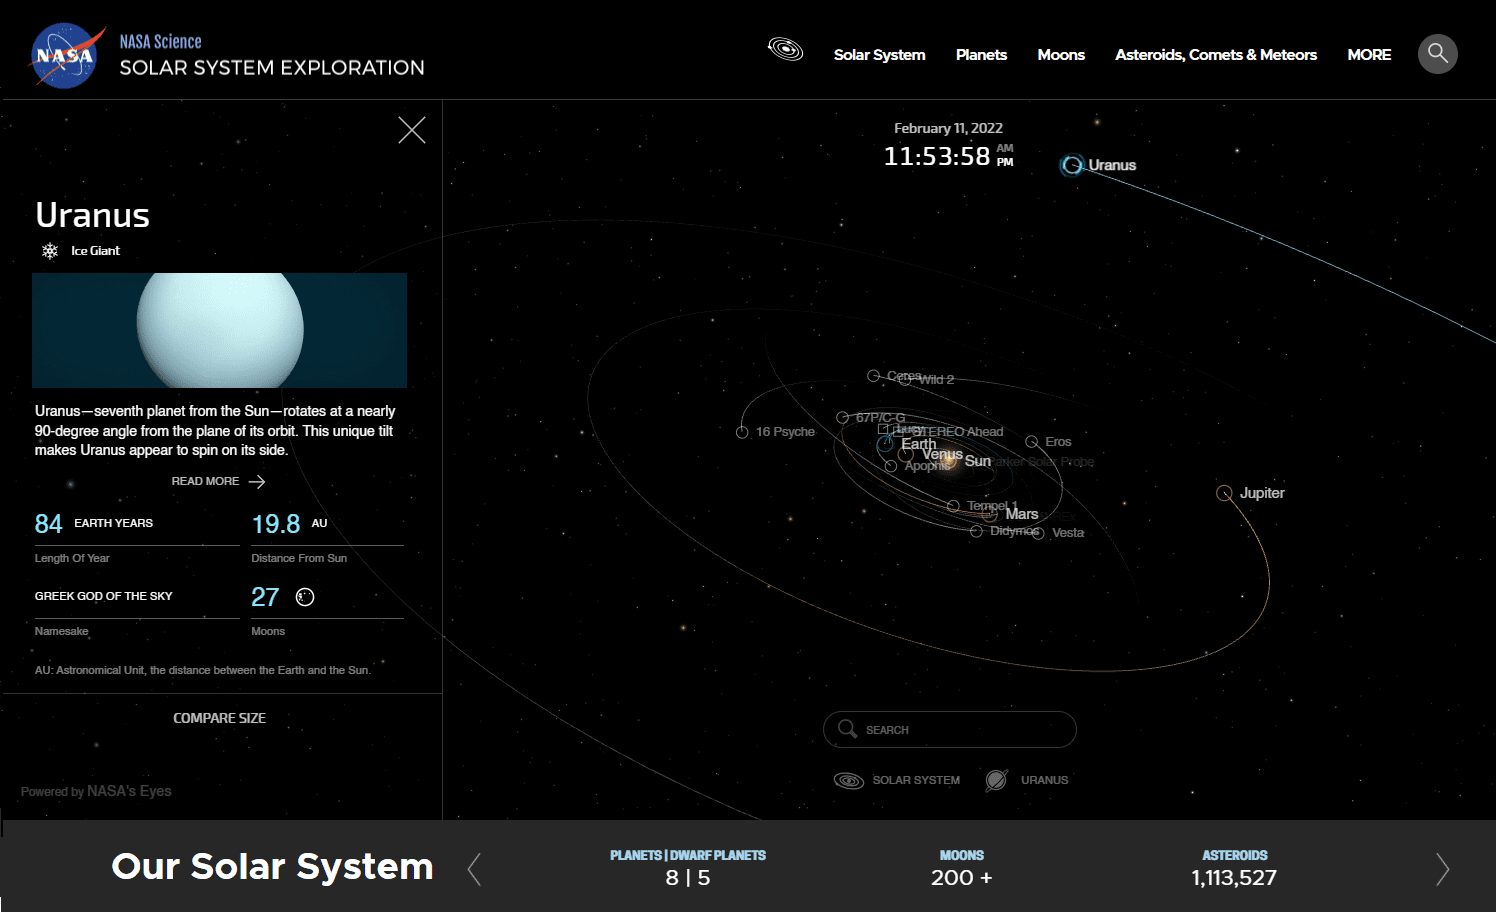 NASA
NASA Science
SOLAR SYSTEM EXPLORATION
Solar System
Planets
Moons
Asteroids, Comets & Meteors
MORE
Uranus
Ice Giant
Uranus—seventh planet from the Sun—rotates at a nearly
90-degree angle from the plane of its orbit. This unique tilt
makes Uranus appear to spin on its side.
READ MORE
84 EARTH YEARS
Length Of Year
19.8 AU
Distance From Sun
GREEK GOD OF THE SKY
Namesake
27
Moons
AU: Astronomical Unit, the distance between the Earth and the Sun.
COMPARE SIZE
Powered by NASA's Eyes
February 11, 2022
11:53:58 AM
PM
Uranus
Ceres
Wild 2
67P/C-G
Lucy
STEREO Ahead
16 Psyche
Earth
Eros
Venus
Apophis
Sun
Parker Solar Probe
Jupiter
Tempel 1
Mars
Didymos
Vesta
SEARCH
SOLAR SYSTEM
URANUS
Our Solar System
PLANETS | DWARF PLANETS
8 | 5
MOONS
200 +
ASTEROIDS
1,113,527